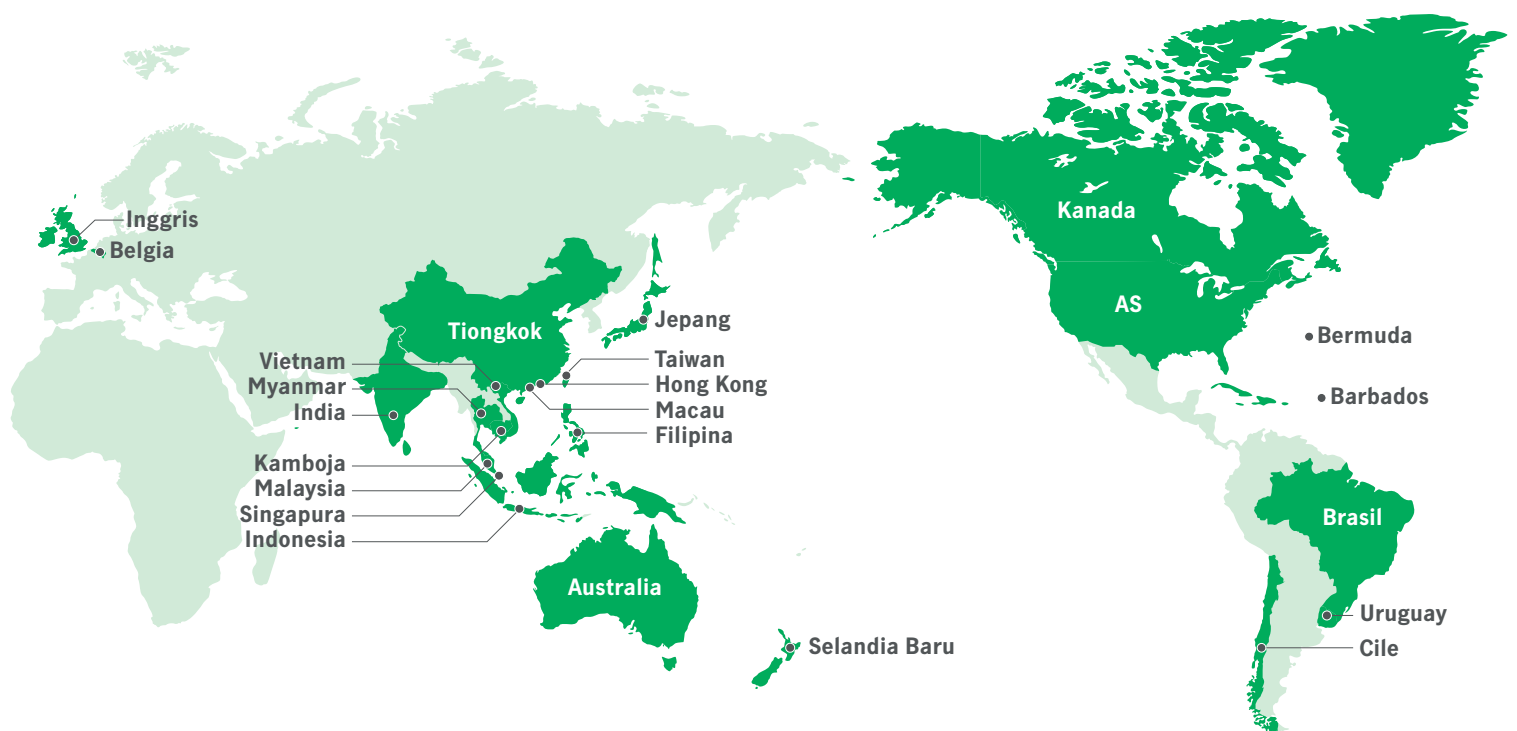 Inggris
Belgia
Tiongkok
Jepang
Vietnam
Myanmar
India
Taiwan
Hong Kong
Macau
Filipina
Kamboja
Malaysia
Singapura
Indonesia
Australia
Selandia Baru
Kanada
AS
Bermuda
Barbados
Brasil
Uruguay
Cile